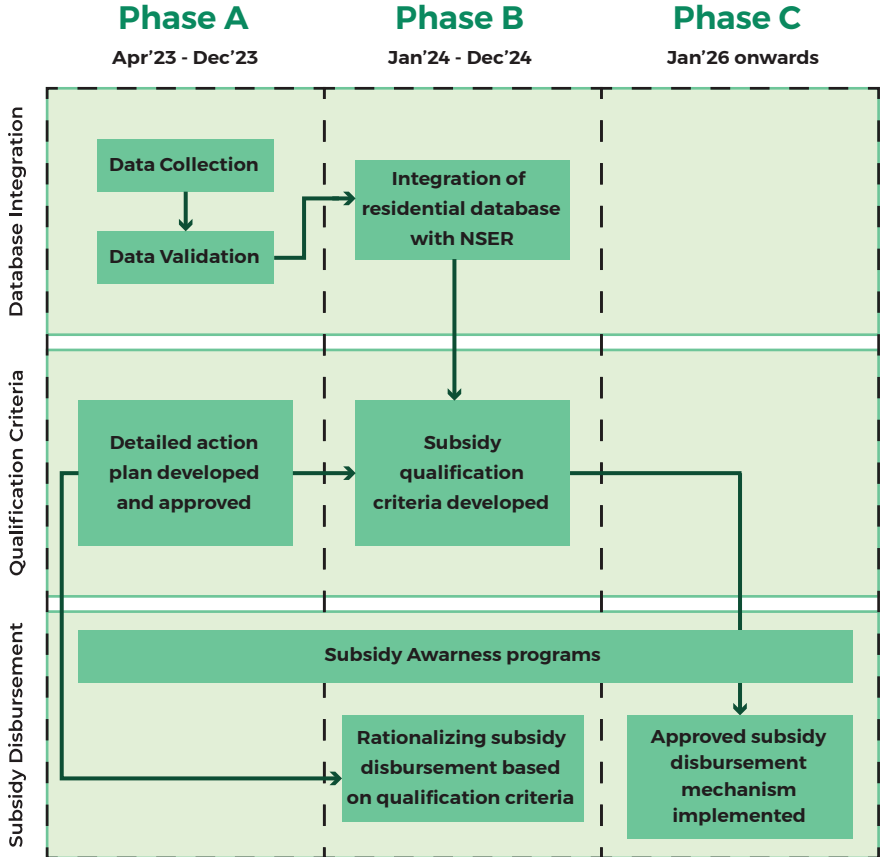 Phase A
Phase B
Phase C
Apr'23 - Dec'23
Jan'24 - Dec'24
Jan'26 onwards
Database Integration
Data Collection
Data Validation
Integration of
residential database
with NSER
Qualification Criteria
Detailed action
plan developed
and approved
Subsidy
qualification
criteria developed
Subsidy Disbursement
Subsidy Awarness programs
Rationalizing subsidy
disbursement based
on qualification criteria
Approved subsidy
disbursement
mechanism
implemented